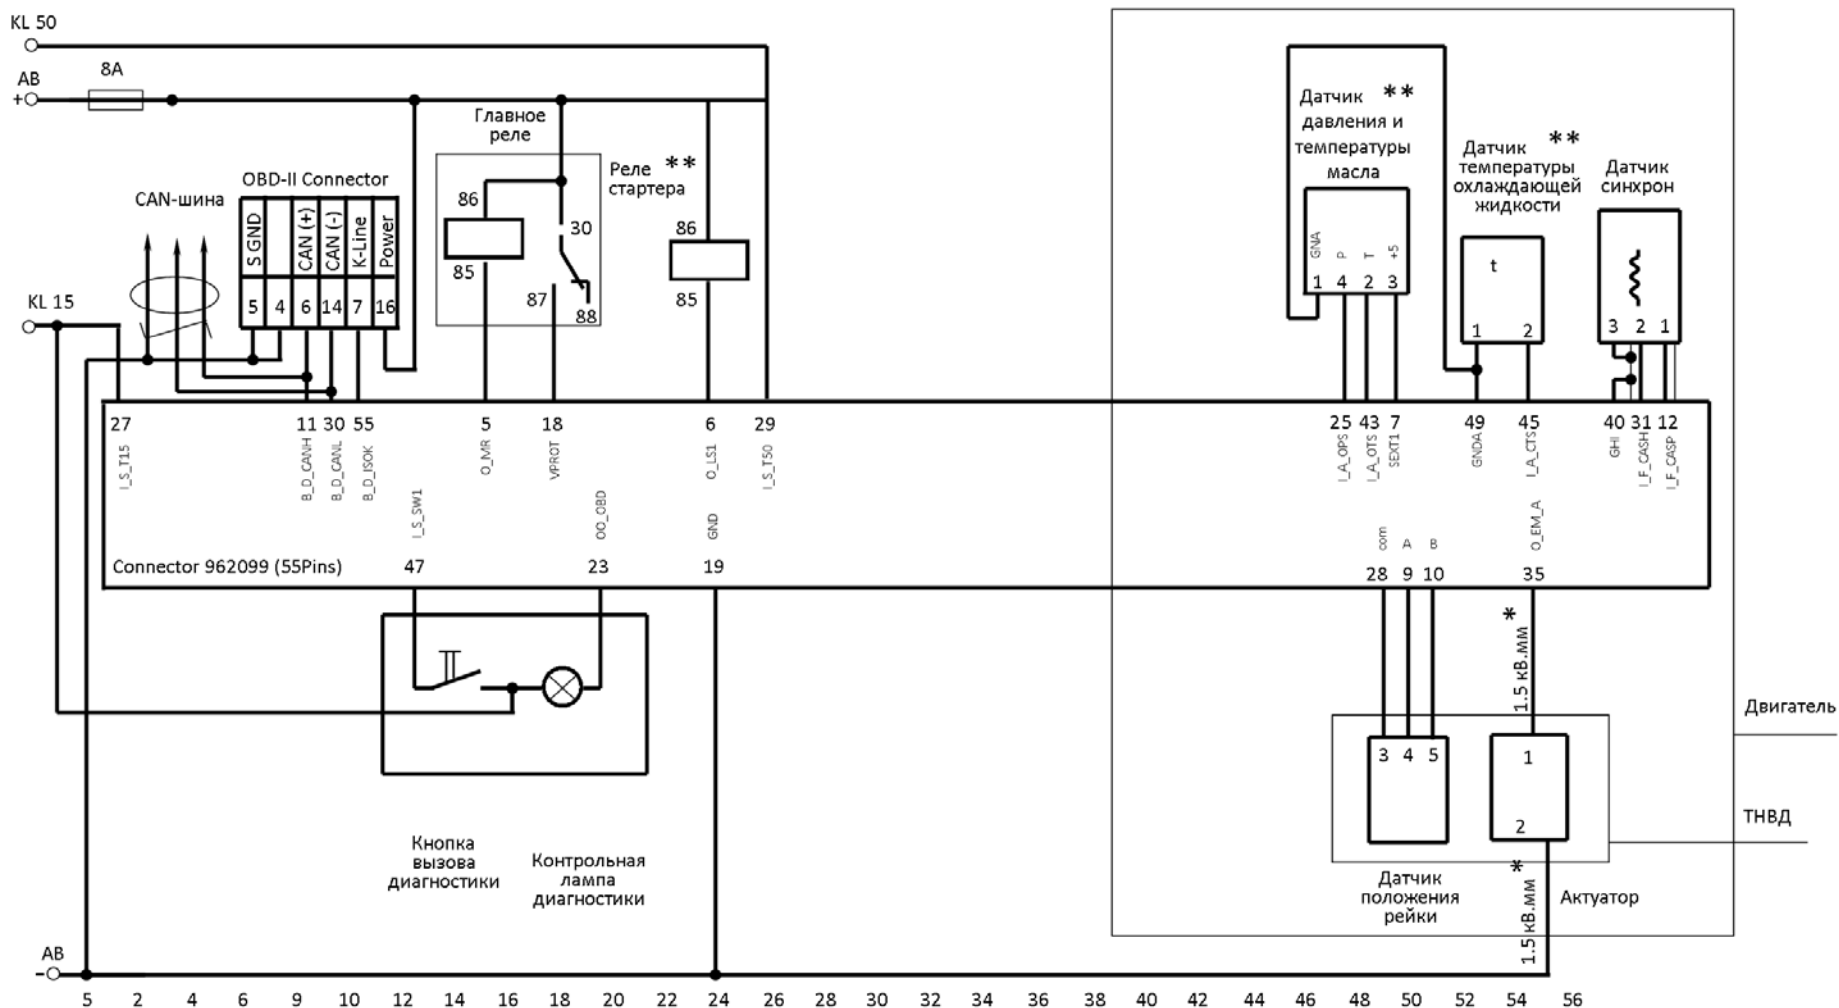 KL 50
AB
+
8A
Главное
реле
Реле **
стартера
OBD-II Connector
CAN-шина
S GND
CAN (+)
CAN (-)
K-Line
Power
5 4 6 14 7 16
86
85
30
87
88
86
85
KL 15
Датчик **
давления и
температуры
масла
GNA P T +5
1 4 2 3
Датчик **
температуры
охлаждающей
жидкости
t
1 2
Датчик
синхрон
3 2 1
27 11 30 55 5 18 6 29 25 43 7 49 45 40 31 12
I_S_T15
B_D_CANH
B_D_CANL
B_D_ISOK
O_MR
VPROT
O_LS1
I_S_T50
I_A_OPS
I_A_OTS
SEXT1
GNDA
I_A_CTS
GHI
I_F_CASH
I_F_CASP
I_S_SW1
OO_OBD
GND
com
A
B
O_EM_A
Connector 962099 (55Pins)
47 23 19 28 9 10 35
*
1.5 кВ.мм
Двигатель
3 4 5
1
2
ТНВД
Кнопка
вызова
диагностики
Контрольная
лампа
диагностики
Датчик
положения
рейки
*
1.5 кВ.мм
Актуатор
AB
-
5 2 4 6 9 10 12 14 16 18 20 22 24 26 28 30 32 34 36 38 40 42 44 46 48 50 52 54 56